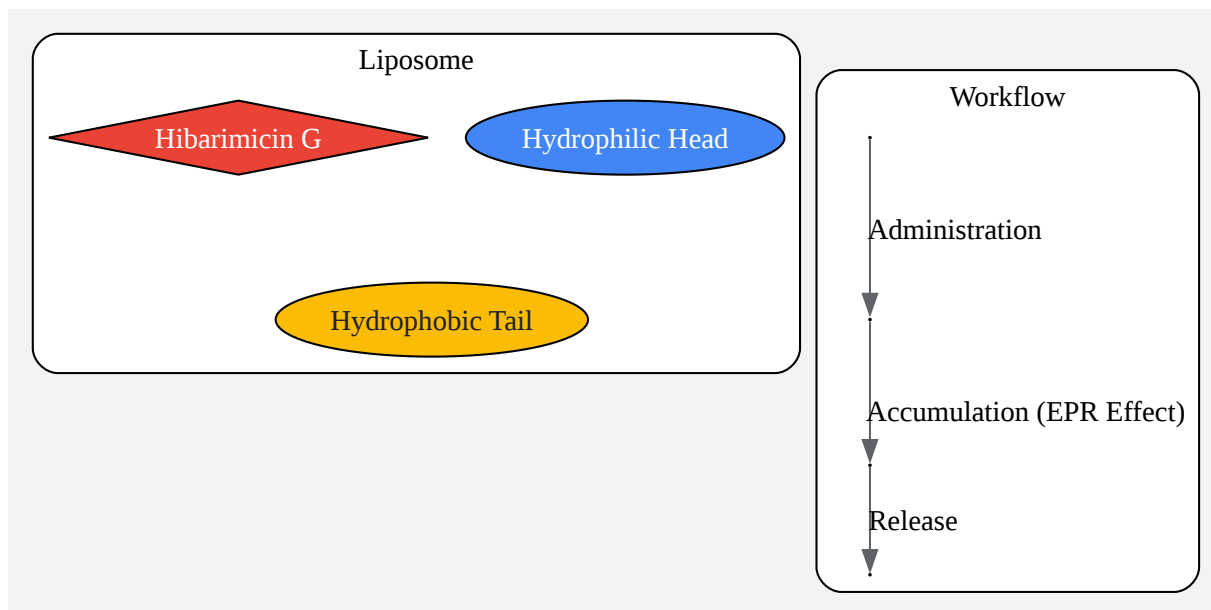 Liposome
Hibarimicin G
Hydrophilic Head
Hydrophobic Tail
Workflow
Administration
Accumulation (EPR Effect)
Release